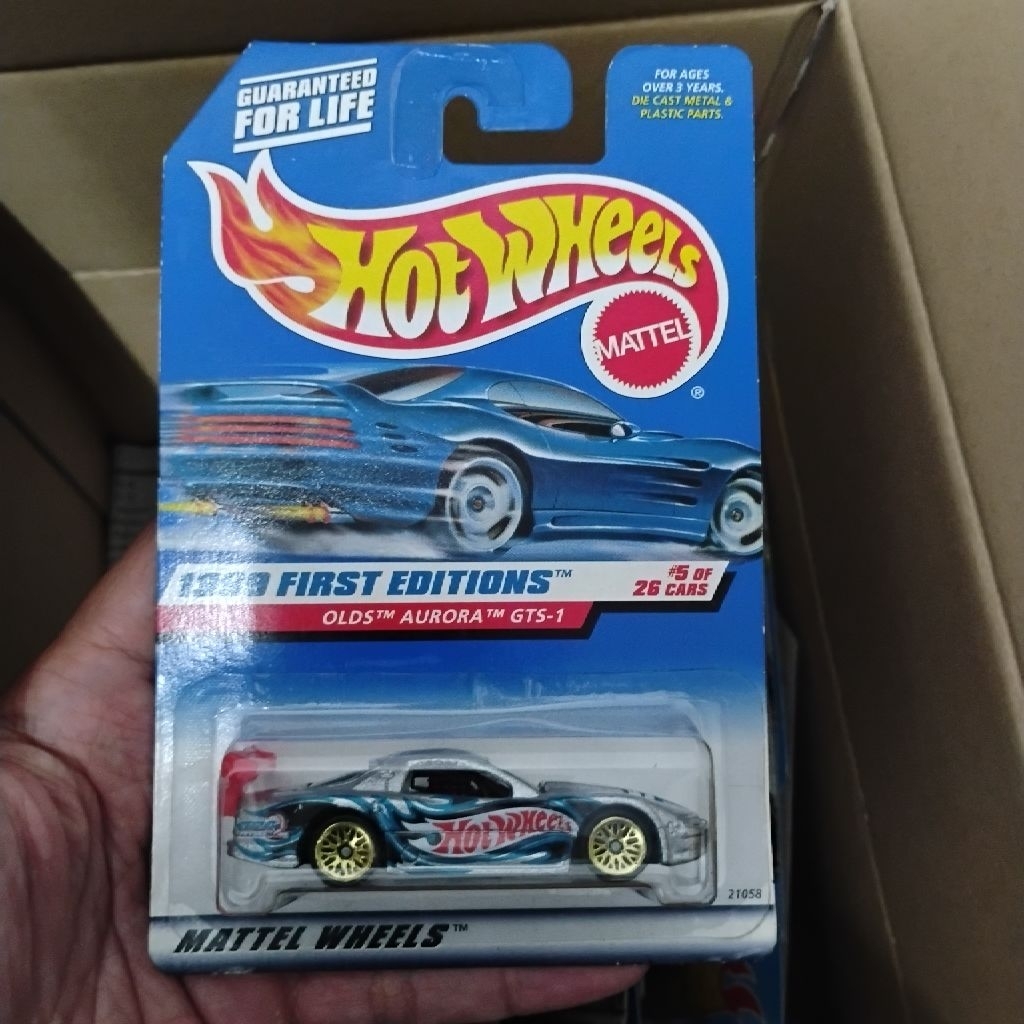 GUARANTEED
FOR LIFE
FOR AGES
OVER 3 YEARS.
DIE CAST METAL &
PLASTIC PARTS.
HOT WHEELS
MATTEL
®
1999 FIRST EDITIONS™
#5 OF
26 CARS
OLDS™ AURORA™ GTS-1
HOT WHEELS
21058
MATTEL WHEELS™